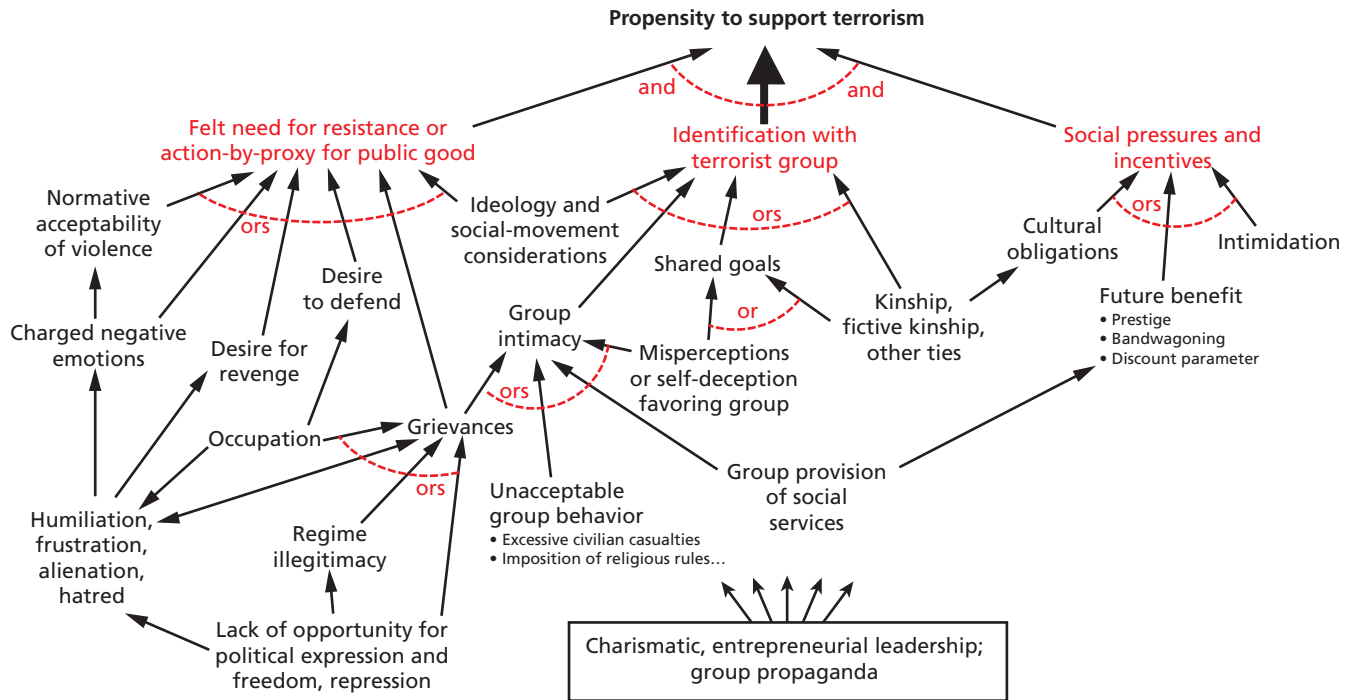 Propensity to support terrorism
and
and
Felt need for resistance or
action-by-proxy for public good
Identification with
terrorist group
Social pressures and
incentives
Normative
acceptability
of violence
ors
Ideology and
social-movement
considerations
ors
ors
Cultural
obligations
Intimidation
Desire
to defend
Shared goals
Charged negative
emotions
Desire for
revenge
Group
intimacy
or
Kinship,
fictive kinship,
other ties
Future benefit
• Prestige
• Bandwagoning
• Discount parameter
Misperceptions
or self-deception
favoring group
ors
Occupation
Grievances
ors
Group provision
of social
services
Unacceptable
group behavior
• Excessive civilian casualties
• Imposition of religious rules…
Humiliation,
frustration,
alienation,
hatred
Regime
illegitimacy
Lack of opportunity for
political expression and
freedom, repression
Charismatic, entrepreneurial leadership;
group propaganda